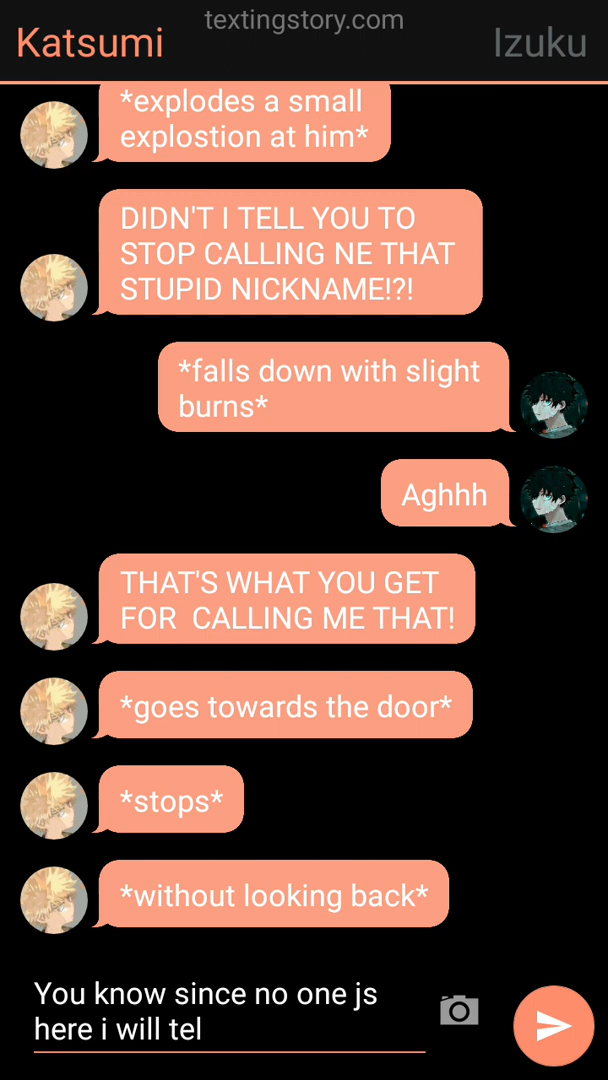 textingstory.com
Katsumi
Izuku
*explodes a small
explostion at him*
DIDN'T I TELL YOU TO
STOP CALLING NE THAT
STUPID NICKNAME!?!
*falls down with slight
burns*
Aghhh
THAT'S WHAT YOU GET
FOR  CALLING ME THAT!
*goes towards the door*
*stops*
*without looking back*
You know since no one js
here i will tel